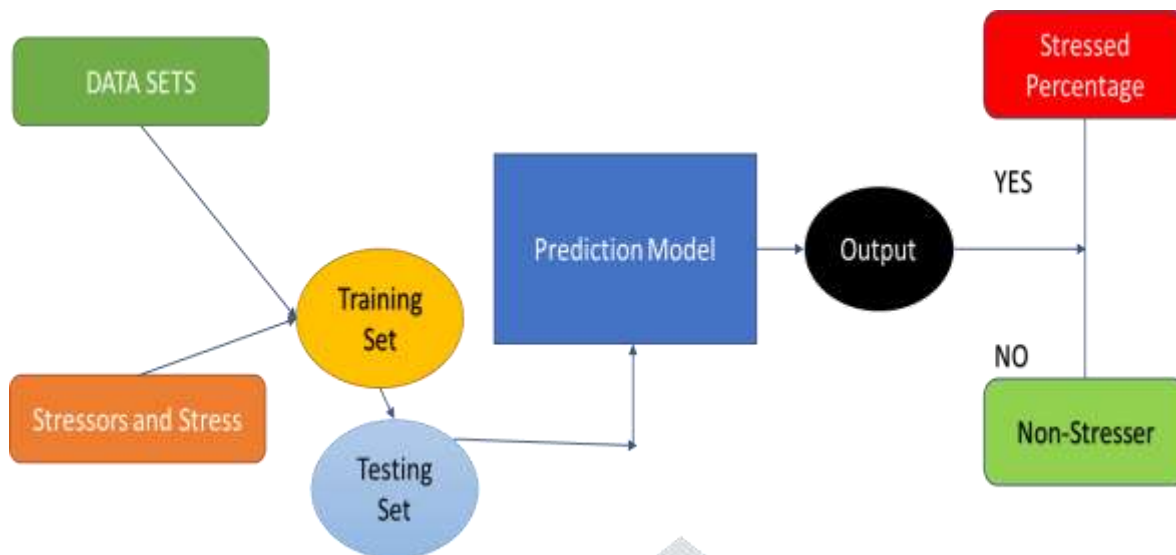 DATA SETS
Stressors and Stress
Training
Set
Testing
Set
Prediction Model
Output
YES
NO
Stressed
Percentage
Non-Stresser